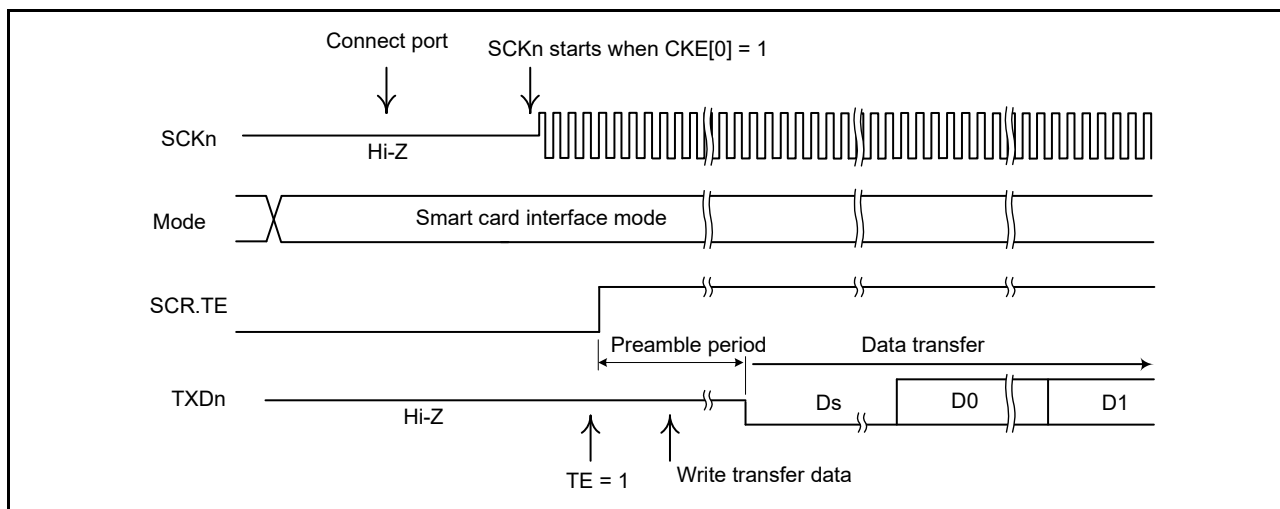 Connect port
SCKn starts when CKE[0] = 1
SCKn
Hi-Z
Mode
Smart card interface mode
SCR.TE
Preamble period
Data transfer
TXDn
Hi-Z
Ds
D0
D1
TE = 1
Write transfer data